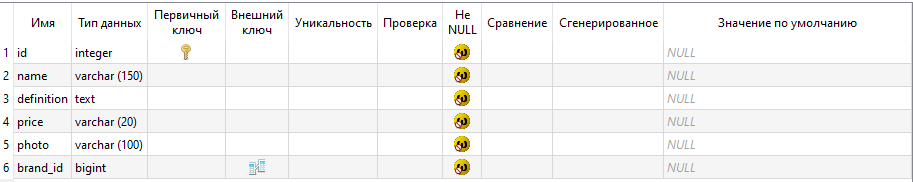 Имя Тип данных Первичный ключ Внешний ключ Уникальность Проверка Не NULL Сравнение Сгенерированное Значение по умолчанию
1 id integer NULL
2 name varchar (150) NULL
3 definition text NULL
4 price varchar (20) NULL
5 photo varchar (100) NULL
6 brand_id bigint NULL